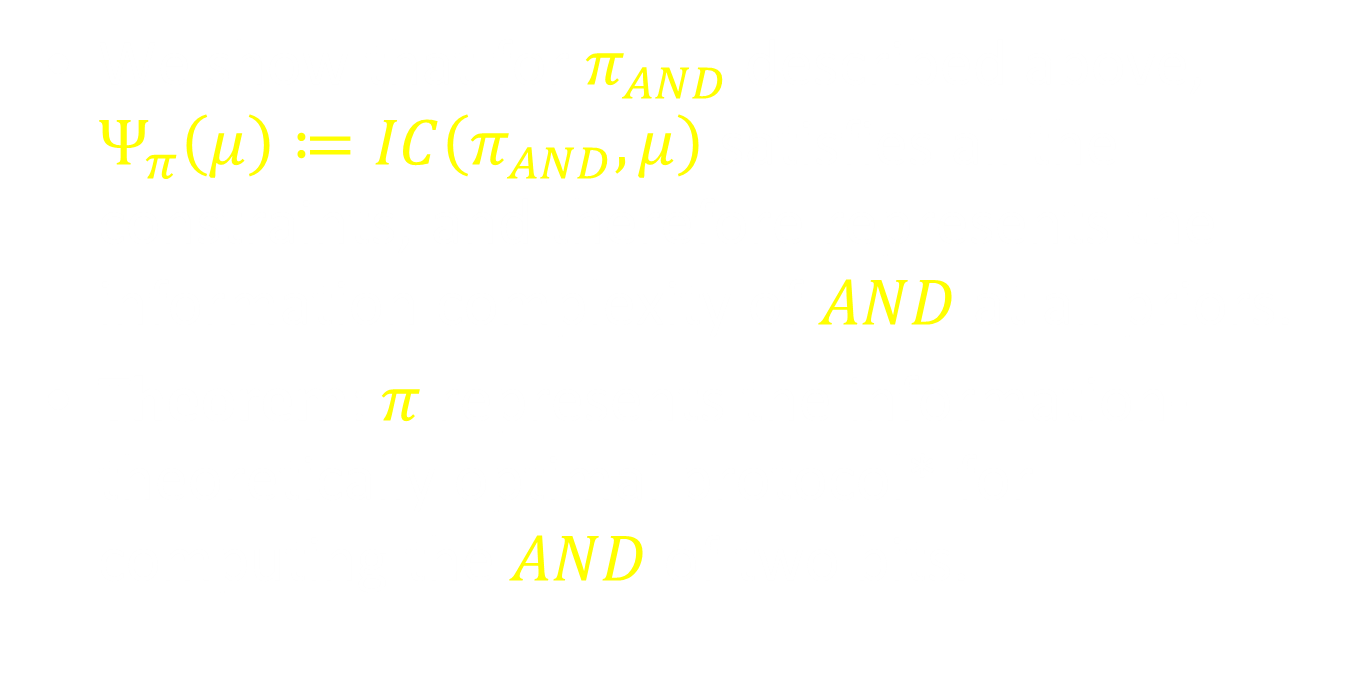 π_AND
Ψ_π(μ) ≔ IC(π_AND, μ)
AND
π
AND